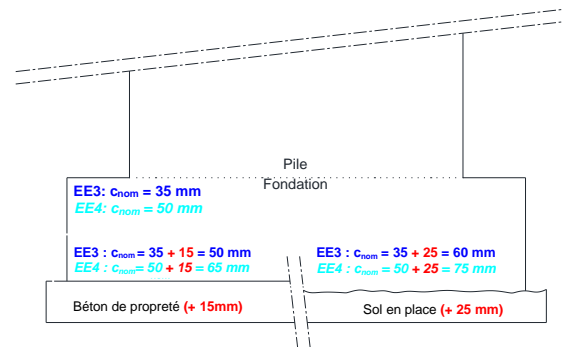 Pile
Fondation
EE3: cnom = 35 mm
EE4: cnom = 50 mm
EE3 : cnom = 35 + 15 = 50 mm
EE4 : cnom= 50 + 15 = 65 mm
EE3 : cnom = 35 + 25 = 60 mm
EE4 : cnom = 50 + 25 = 75 mm
Béton de propreté (+ 15mm)
Sol en place (+ 25 mm)